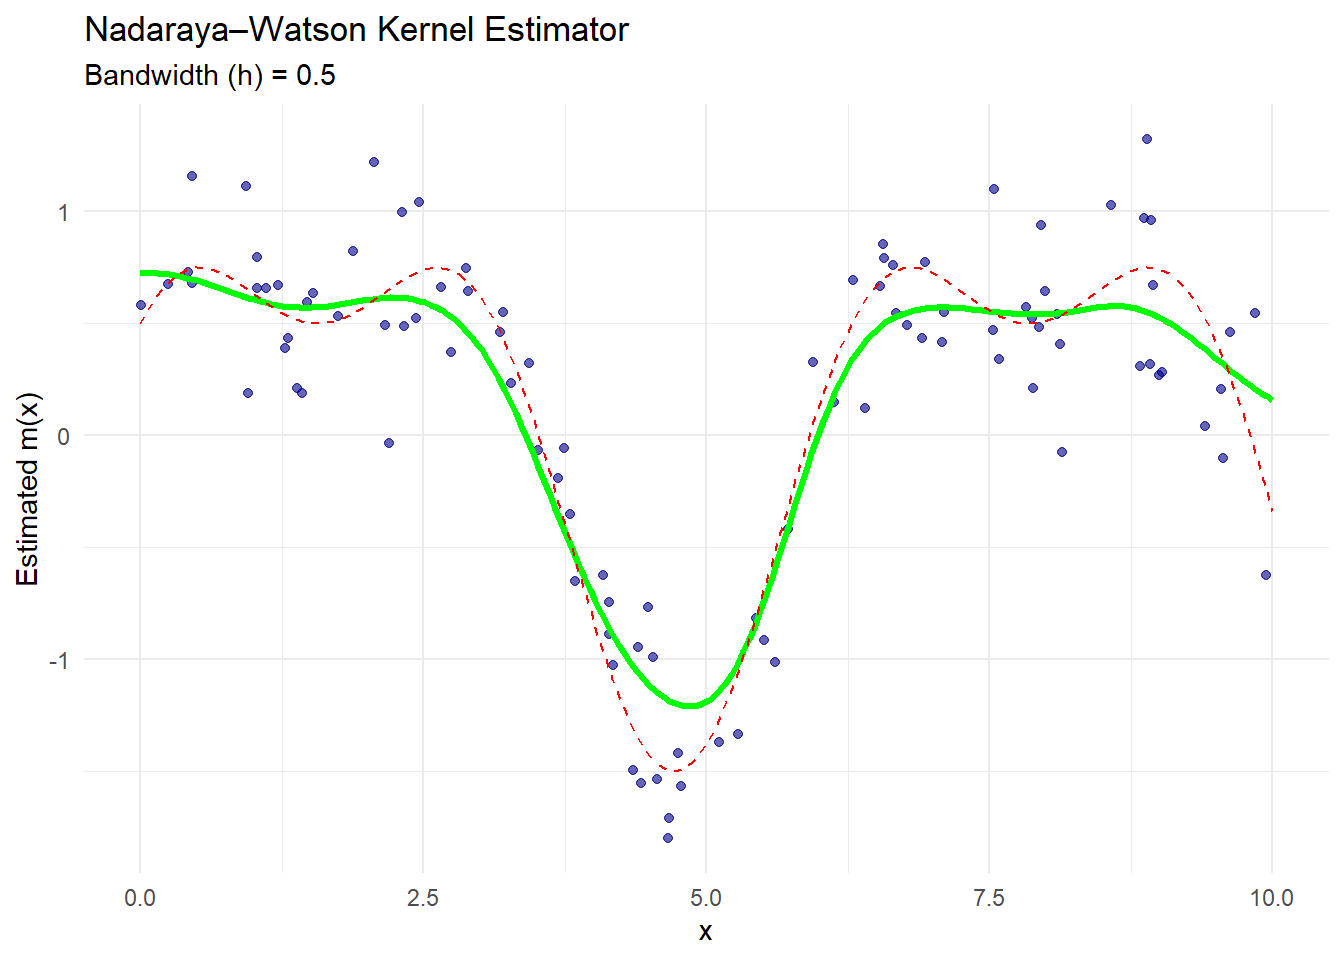 Nadaraya–Watson Kernel Estimator
Bandwidth (h) = 0.5
Estimated m(x)
1
0
-1
0.0 2.5 5.0 7.5 10.0
x